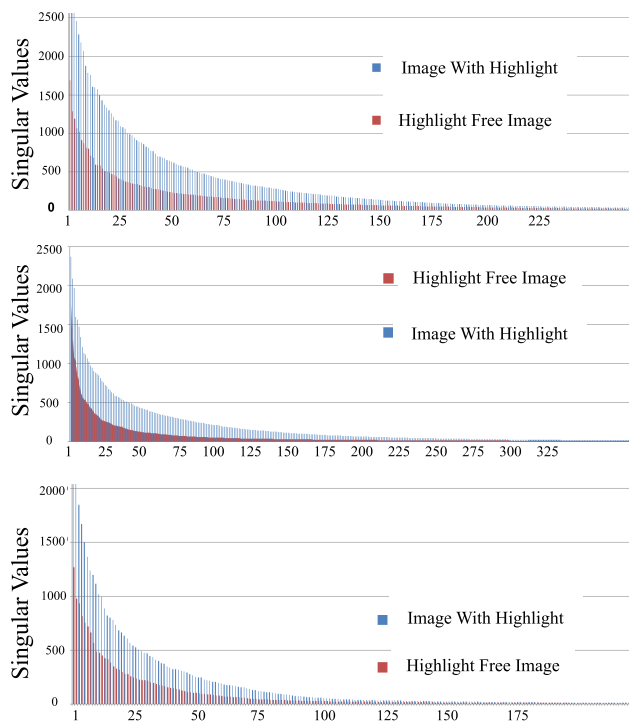 Singular Values
2500
2000
1500
1000
500
0
Image With Highlight
Highlight Free Image
1 25 50 75 100 125 150 175 200 225
Singular Values
2500
2000
1500
1000
500
0
Highlight Free Image
Image With Highlight
1 25 50 75 100 125 150 175 200 225 250 275 300 325
Singular Values
2000
1500
1000
500
0
Image With Highlight
Highlight Free Image
1 25 50 75 100 125 150 175